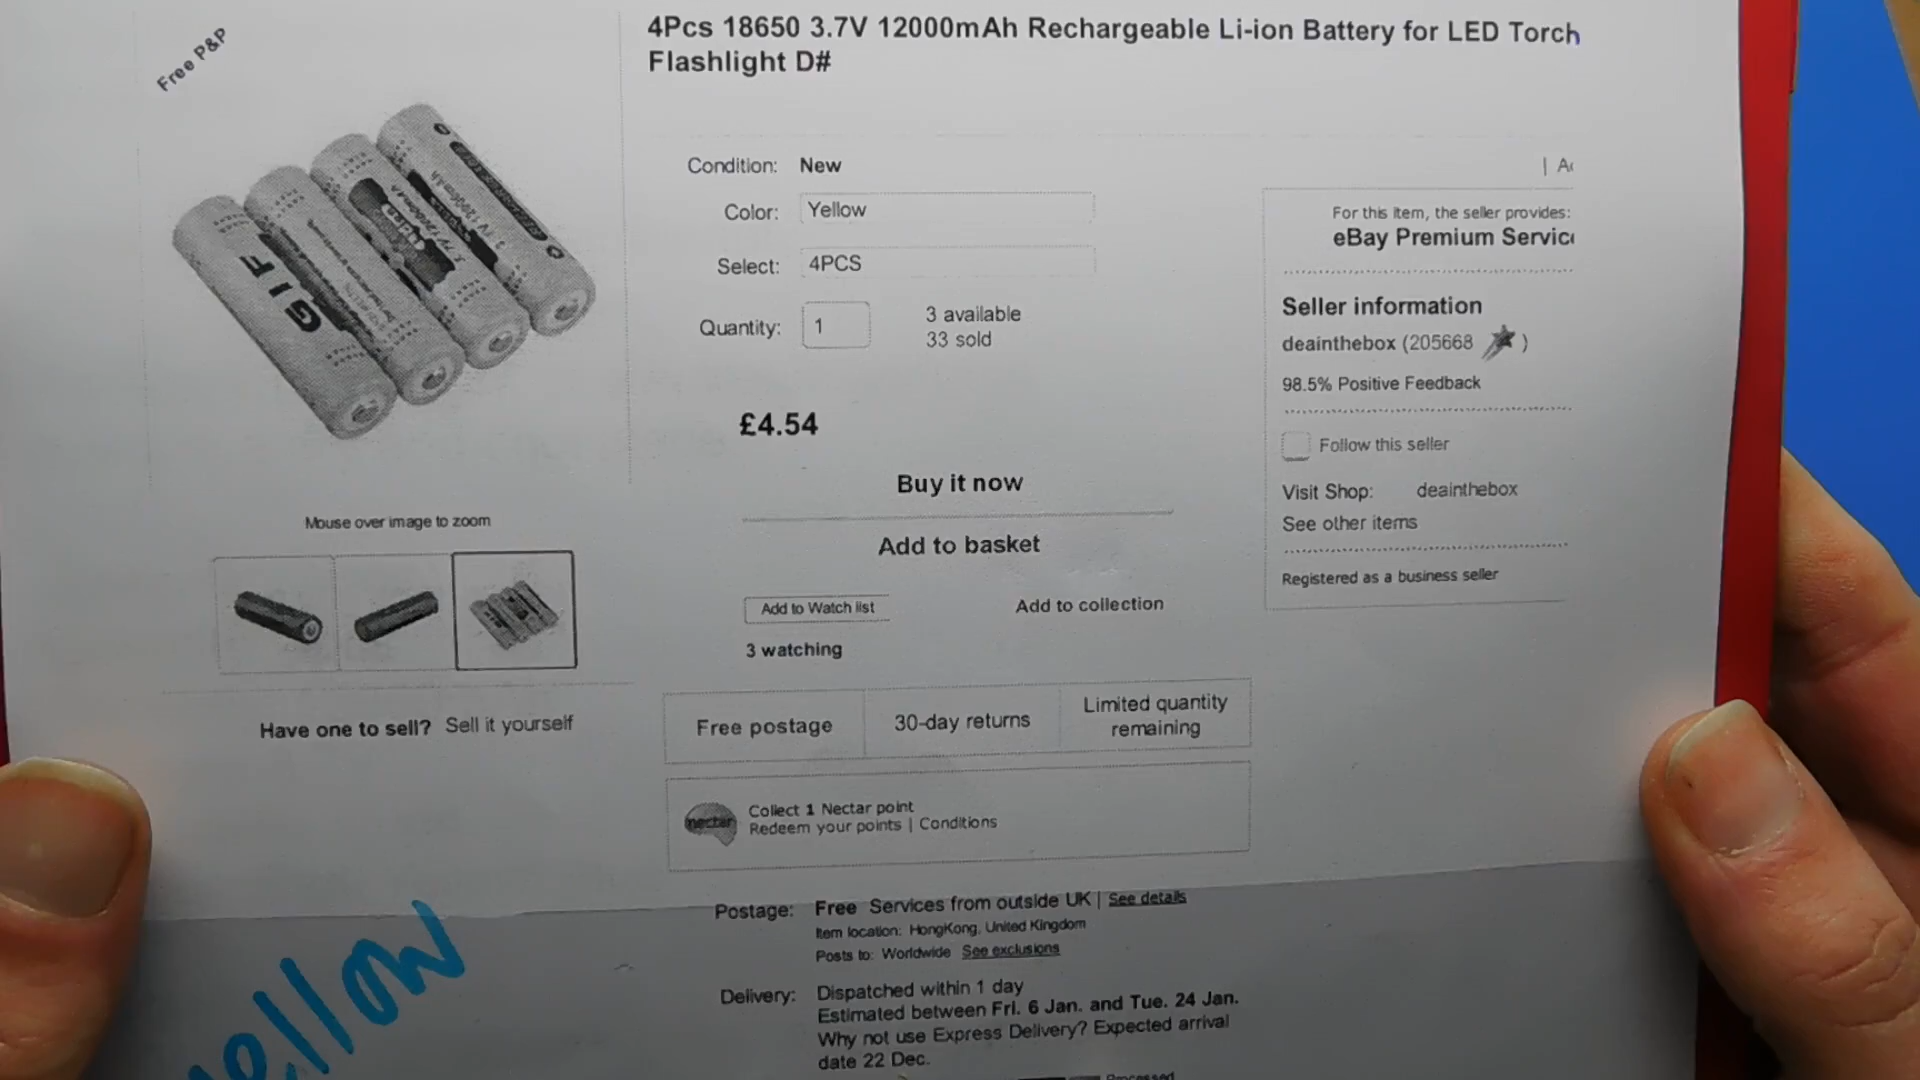 Free P&P
4Pcs 18650 3.7V 12000mAh Rechargeable Li-ion Battery for LED Torch
Flashlight D#
GIF
Condition: New
Color: Yellow
Select: 4PCS
Quantity: 1
3 available
33 sold
£4.54
Buy it now
Add to basket
Add to Watch list
Add to collection
3 watching
For this item, the seller provides:
eBay Premium
Seller information
deainthebox (205668 )
98.5% Positive Feedback
Follow this seller
Visit Shop: deainthebox
See other items
Registered as a business seller
Mouse over image to zoom
Have one to sell? Sell it yourself
Free postage
30-day returns
Limited quantity
remaining
nectar
Collect 1 Nectar point
Redeem your points | Conditions
Postage: Free Services from outside UK | See details
Item location: HongKong, United Kingdom
Posts to: Worldwide See exclusions
Delivery: Dispatched within 1 day
Estimated between Fri. 6 Jan. and Tue. 24 Jan.
Why not use Express Delivery? Expected arrival
date 22 Dec.
yellow